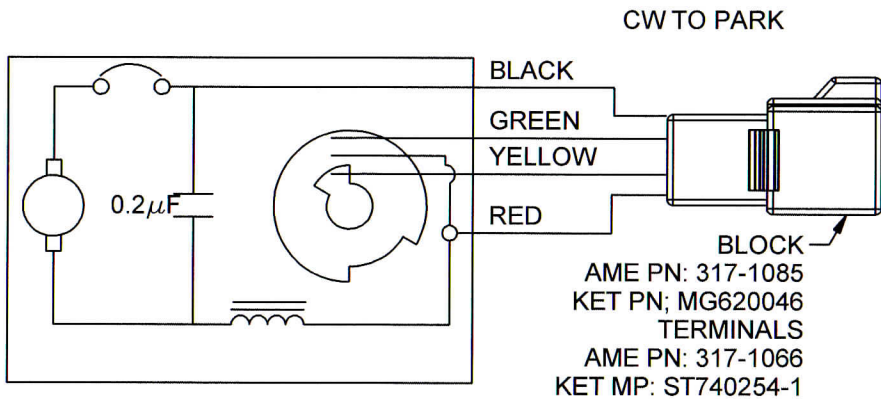 CW TO PARK
BLACK
GREEN
YELLOW
0.2µF
RED
BLOCK
AME PN: 317-1085
KET PN; MG620046
TERMINALS
AME PN: 317-1066
KET MP: ST740254-1